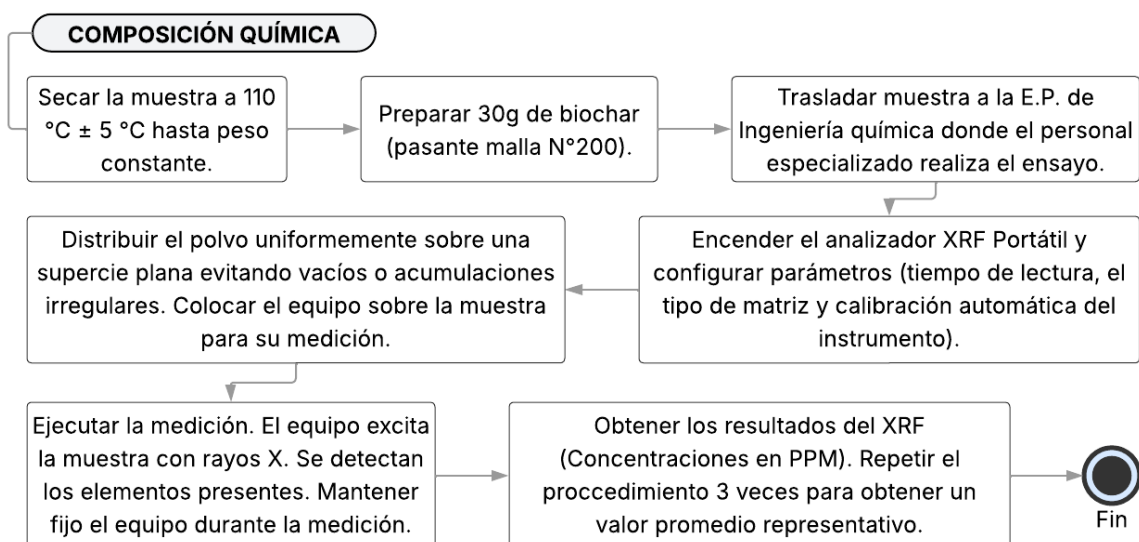 COMPOSICIÓN QUÍMICA
Secar la muestra a 110
°C ± 5 °C hasta peso
constante.
Preparar 30g de biochar
(pasante malla N°200).
Trasladar muestra a la E.P. de
Ingeniería química donde el personal
especializado realiza el ensayo.
Encender el analizador XRF Portátil y
configurar parámetros (tiempo de lectura, el
tipo de matriz y calibración automática del
instrumento).
Distribuir el polvo uniformemente sobre una
supercie plana evitando vacíos o acumulaciones
irregulares. Colocar el equipo sobre la muestra
para su medición.
Ejecutar la medición. El equipo excita
la muestra con rayos X. Se detectan
los elementos presentes. Mantener
fijo el equipo durante la medición.
Obtener los resultados del XRF
(Concentraciones en PPM). Repetir el
proccedimiento 3 veces para obtener un
valor promedio representativo.
Fin